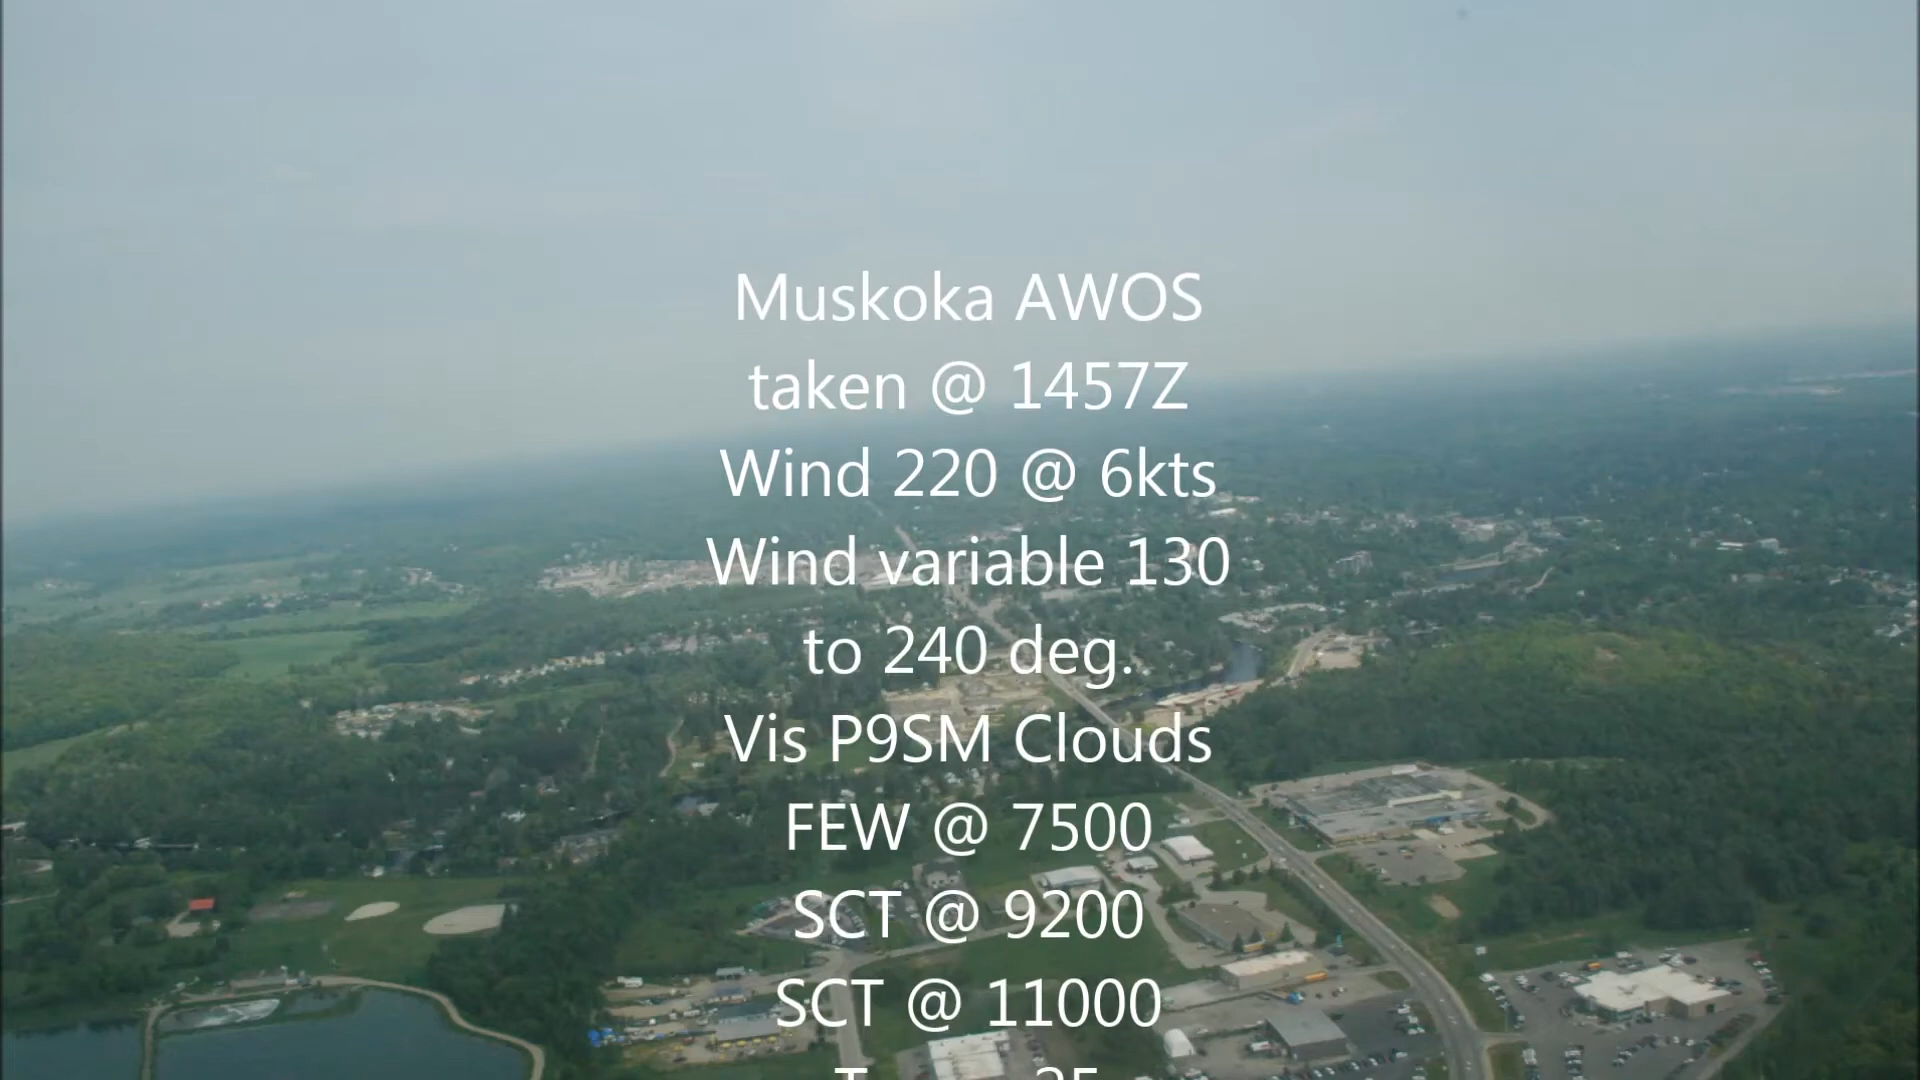 Muskoka AWOS
taken @ 1457Z
Wind 220 @ 6kts
Wind variable 130
to 240 deg.
Vis P9SM Clouds
FEW @ 7500
SCT @ 9200
SCT @ 11000